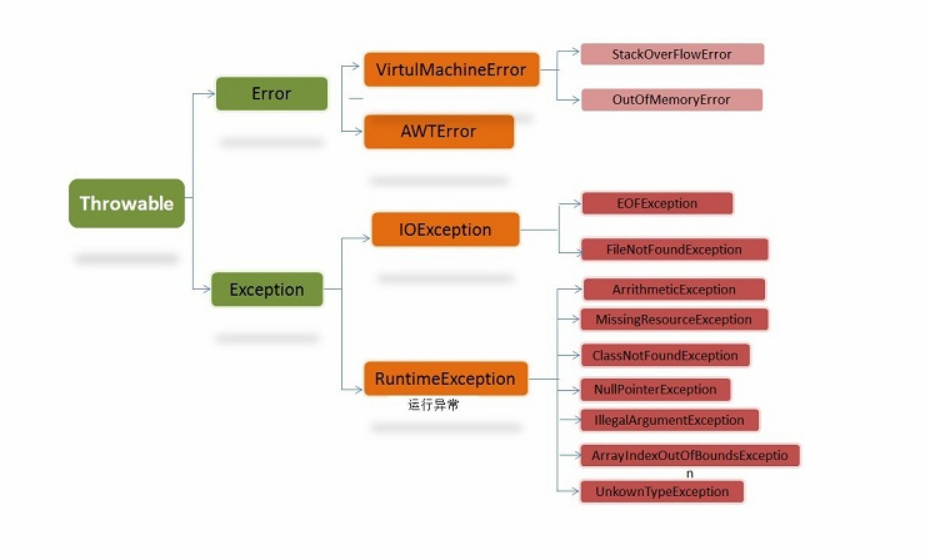 Throwable
Error
VirtulMachineError
StackOverFlowError
OutOfMemoryError
AWTError
Exception
IOException
EOFException
FileNotFoundException
RuntimeException
运行异常
ArrithmeticException
MissingResourceException
ClassNotFoundException
NullPointerException
IllegalArgumentException
ArrayIndexOutOfBoundsExceptio
n
UnkownTypeException